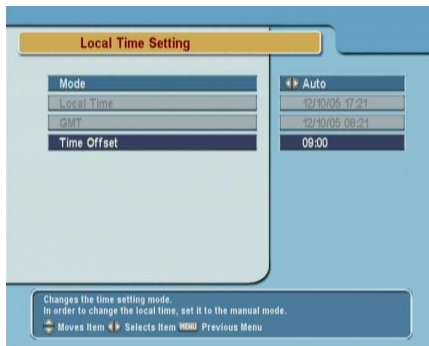 Local Time Setting
Mode Auto
Local Time 12/10/05 17:21
GMT 12/10/05 08:21
Time Offset 09:00
Changes the time setting mode.
In order to change the local time, set it to the manual mode.
Moves Item Selects Item MENU Previous Menu